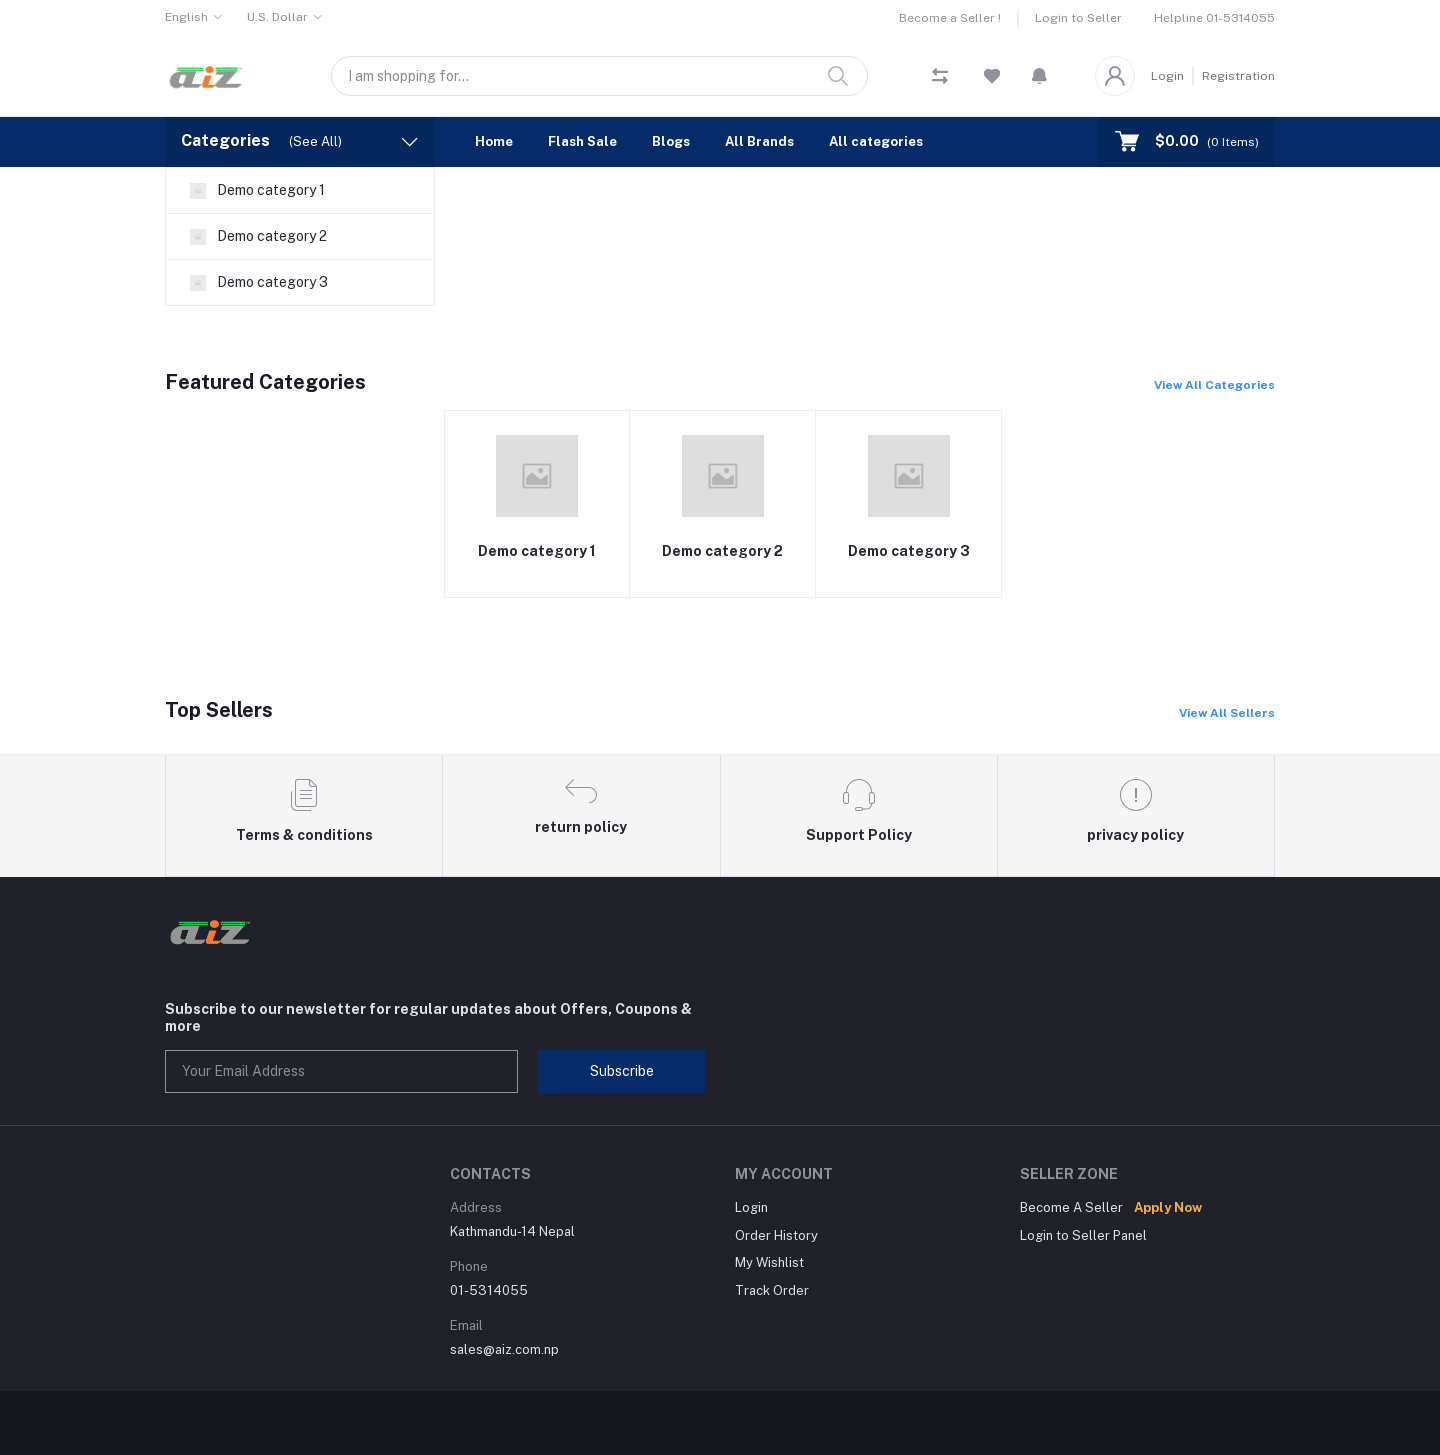 English
U.S. Dollar
Become a Seller !
Login to Seller
Helpline 01-5314055
aiz
I am shopping for...
Login
Registration
Categories (See All)
Home
Flash Sale
Blogs
All Brands
All categories
$0.00 (0 Items)
Demo category 1
Demo category 2
Demo category 3
Featured Categories
View All Categories
Demo category 1
Demo category 2
Demo category 3
Top Sellers
View All Sellers
Terms & conditions
return policy
Support Policy
privacy policy
aiz
Subscribe to our newsletter for regular updates about Offers, Coupons &
more
Your Email Address
Subscribe
CONTACTS
Address
Kathmandu-14 Nepal
Phone
01-5314055
Email
sales@aiz.com.np
MY ACCOUNT
Login
Order History
My Wishlist
Track Order
SELLER ZONE
Become A Seller Apply Now
Login to Seller Panel